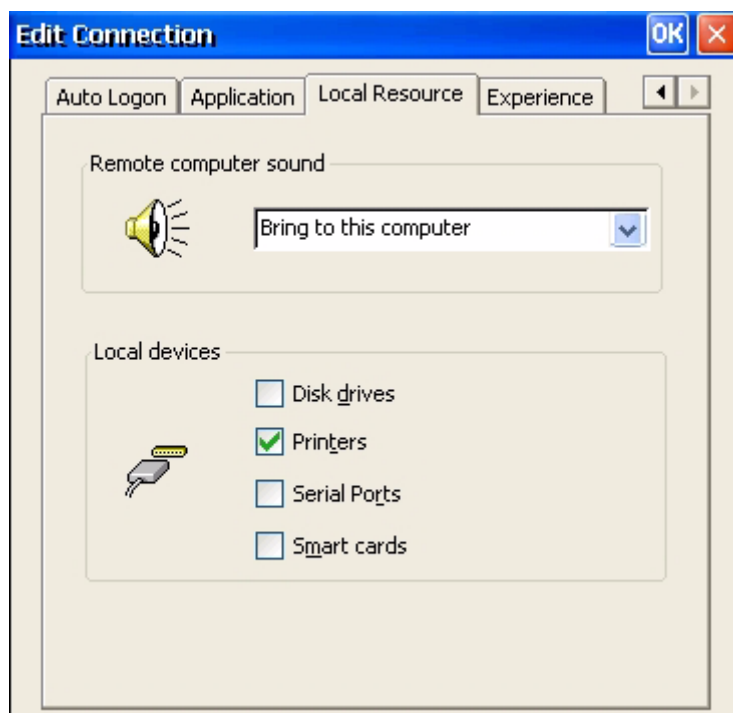 Edit Connection OK
Auto Logon Application Local Resource Experience
Remote computer sound
Bring to this computer
Local devices
Disk drives
Printers
Serial Ports
Smart cards